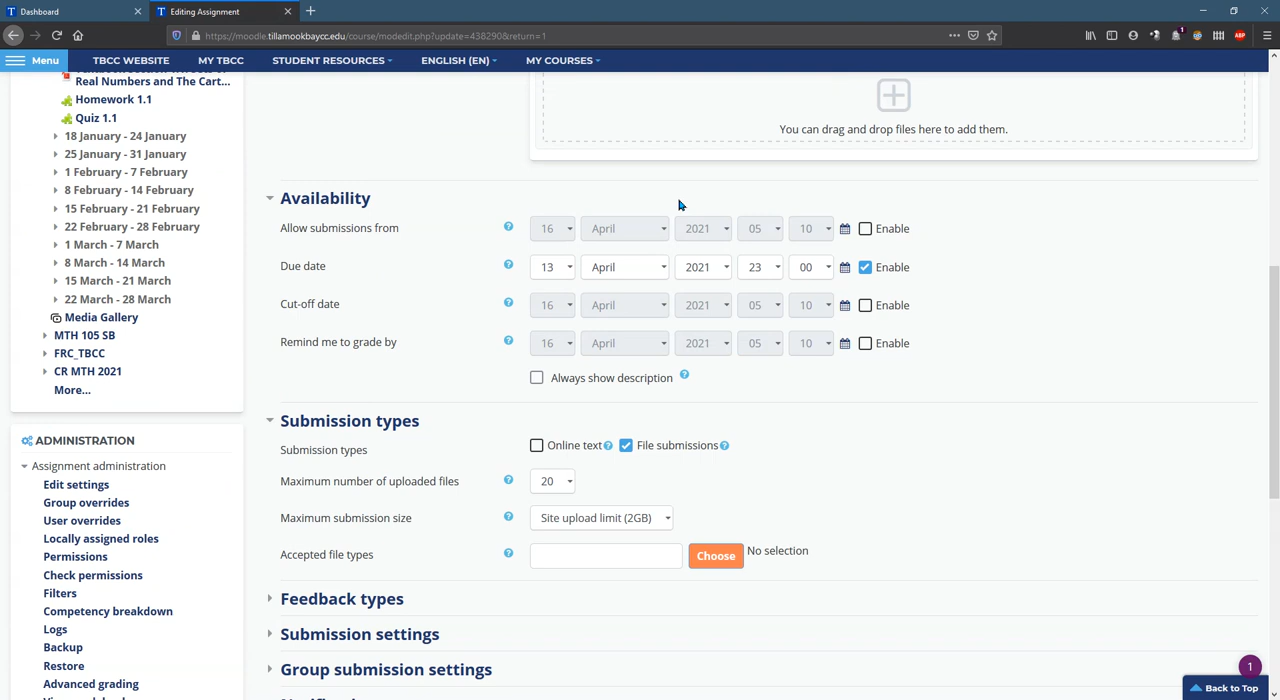 Dashboard
Editing Assignment
https://moodle.tillamookbaycc.edu/course/modedit.php?update=438290&return=1
1
ABP
Menu
TBCC WEBSITE
MY TBCC
STUDENT RESOURCES
ENGLISH (EN)
MY COURSES
Real Numbers and The Cart...
Homework 1.1
Quiz 1.1
18 January - 24 January
25 January - 31 January
1 February - 7 February
8 February - 14 February
15 February - 21 February
22 February - 28 February
1 March - 7 March
8 March - 14 March
15 March - 21 March
22 March - 28 March
Media Gallery
MTH 105 SB
FRC_TBCC
CR MTH 2021
More...
ADMINISTRATION
Assignment administration
Edit settings
Group overrides
User overrides
Locally assigned roles
Permissions
Check permissions
Filters
Competency breakdown
Logs
Backup
Restore
Advanced grading
You can drag and drop files here to add them.
Availability
Allow submissions from ? 16 April 2021 05 10 Enable
Due date ? 13 April 2021 23 00 Enable
Cut-off date ? 16 April 2021 05 10 Enable
Remind me to grade by ? 16 April 2021 05 10 Enable
Always show description ?
Submission types
Submission types Online text ? File submissions ?
Maximum number of uploaded files ? 20
Maximum submission size ? Site upload limit (2GB)
Accepted file types ? Choose No selection
Feedback types
Submission settings
Group submission settings
1
Back to Top